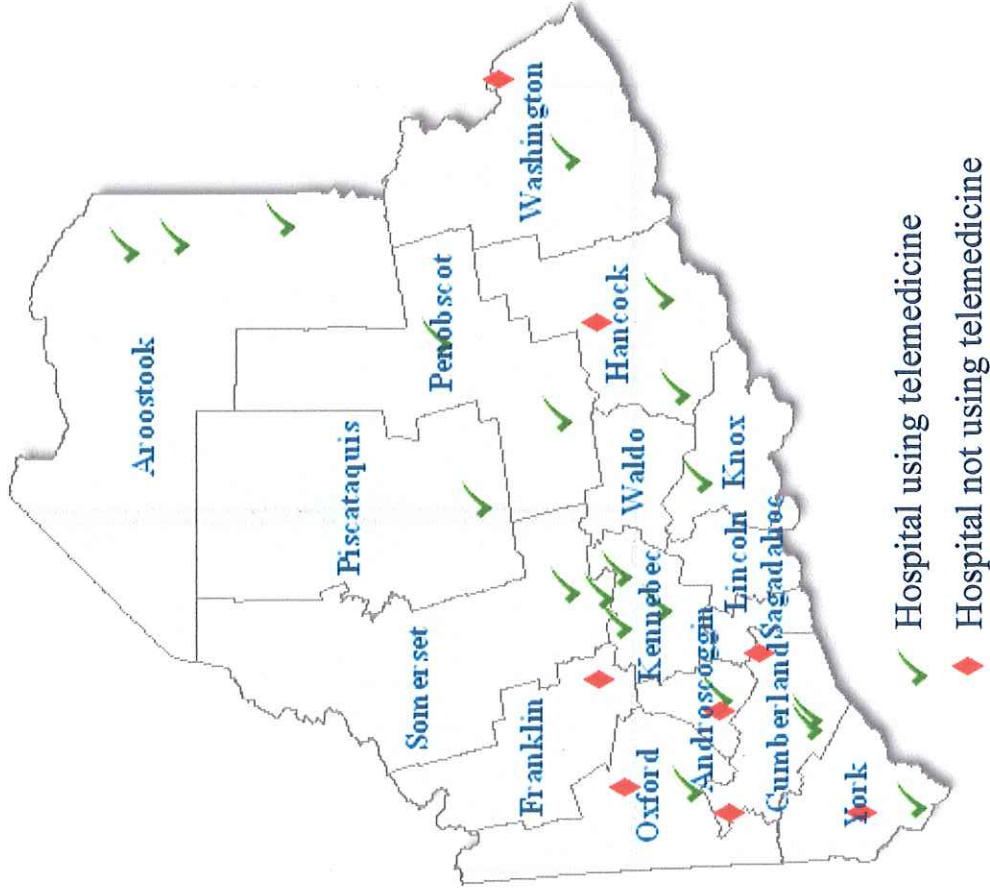 Aroostook
Piscataquis
Somerset
Penobscot
Franklin
Washington
Hancock
Waldo
Oxford
Kennebec
Knox
Lincoln
Androscoggin
Sagadahoc
Cumberland
York
Hospital using telemedicine
Hospital not using telemedicine